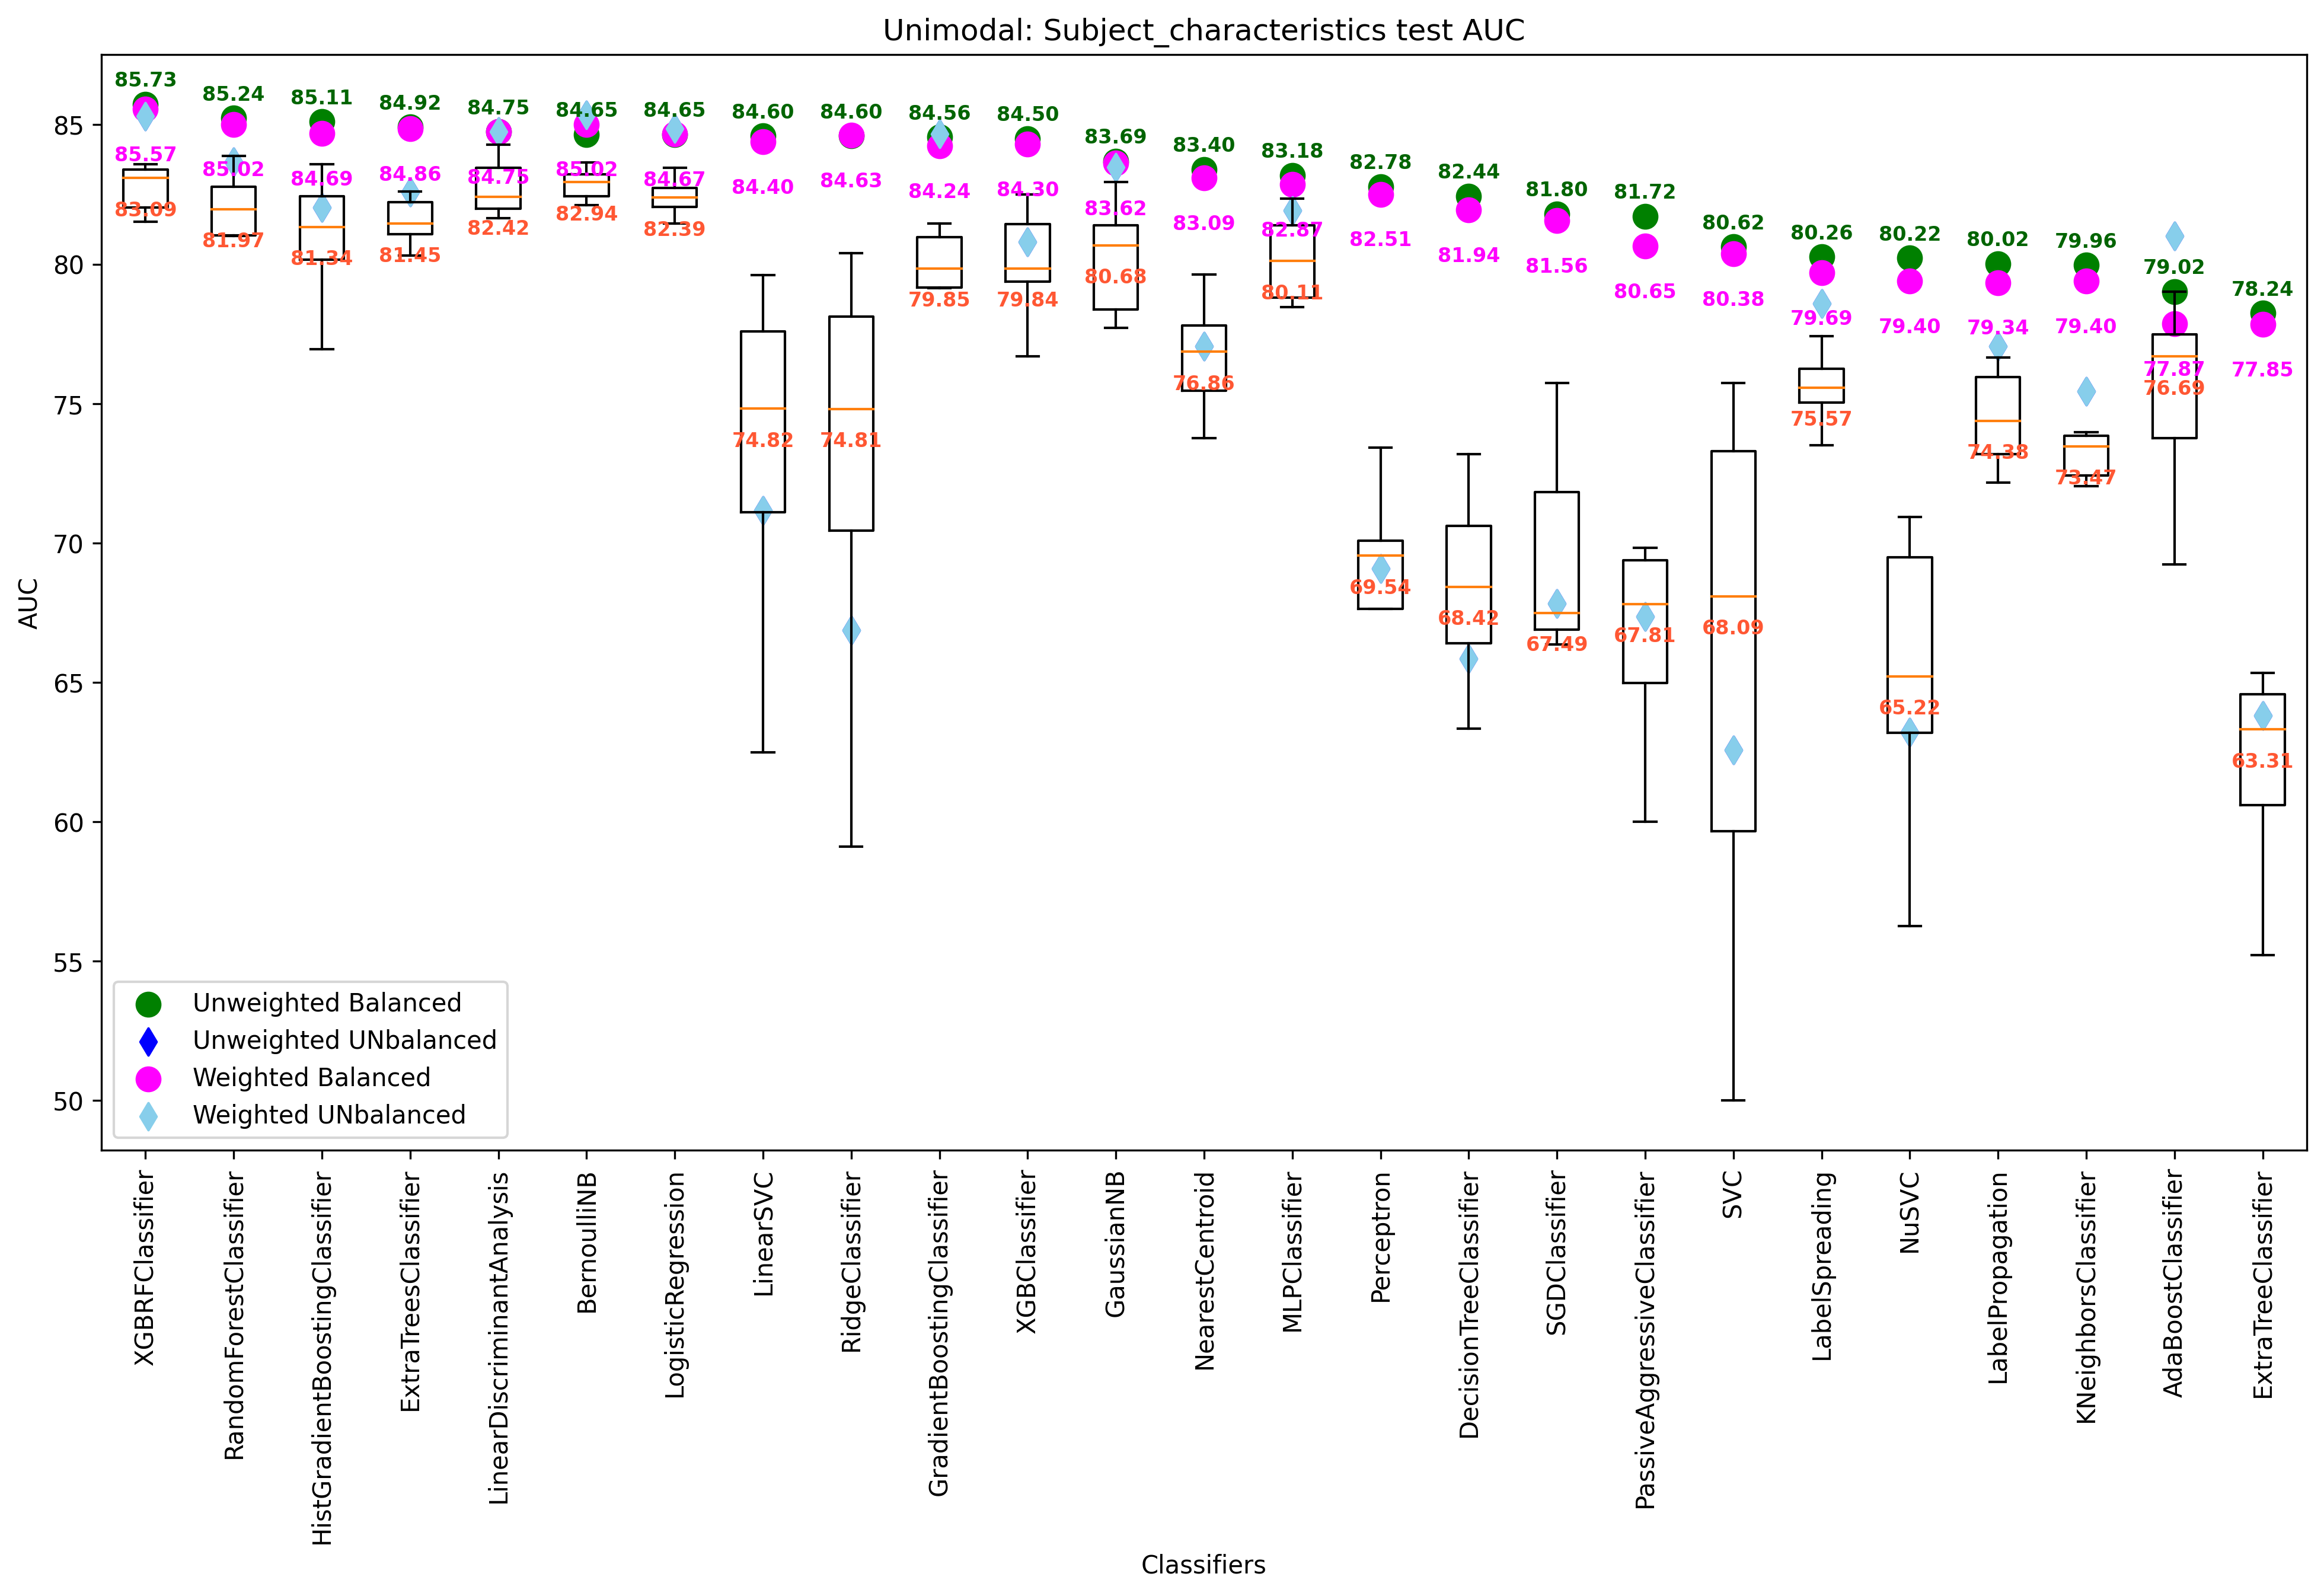 Unimodal: Subject_characteristics test AUC
85.73 85.24 85.11 84.92 84.75 84.65 84.65 84.60 84.60 84.56 84.50 83.69 83.40 83.18 82.78 82.44 81.80 81.72 80.62 80.26 80.22 80.02 79.96 79.02 78.24
85.57 85.02 84.69 84.86 84.75 85.02 84.67 84.40 84.63 84.24 84.30 83.62 83.09 82.87 82.51 81.94 81.56 80.65 80.38 79.69 79.40 79.34 79.40 77.87 77.85
83.09 81.97 81.34 81.45 82.42 82.94 82.39 74.82 74.81 79.85 79.84 80.68 76.86 80.11 69.54 68.42 67.49 67.81 68.09 75.57 65.22 74.38 73.47 76.69 63.31
AUC
85
80
75
70
65
60
55
50
Unweighted Balanced
Unweighted UNbalanced
Weighted Balanced
Weighted UNbalanced
XGBRFClassifier
RandomForestClassifier
HistGradientBoostingClassifier
ExtraTreesClassifier
LinearDiscriminantAnalysis
BernoulliNB
LogisticRegression
LinearSVC
RidgeClassifier
GradientBoostingClassifier
XGBClassifier
GaussianNB
NearestCentroid
MLPClassifier
Perceptron
DecisionTreeClassifier
SGDClassifier
PassiveAggressiveClassifier
SVC
LabelSpreading
NuSVC
LabelPropagation
KNeighborsClassifier
AdaBoostClassifier
ExtraTreeClassifier
Classifiers